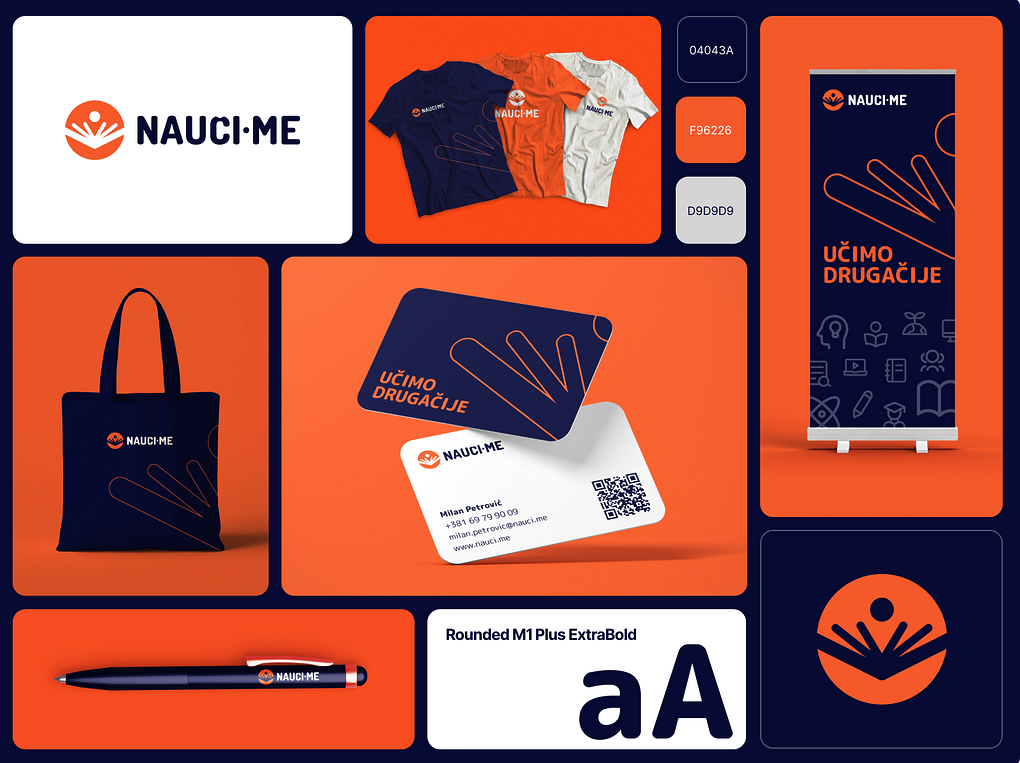 NAUCI·ME
NAUCI·ME
NAUCI·ME
NAUCI·ME
04043A
F96226
D9D9D9
NAUCI·ME
UČIMO
DRUGAČIJE
NAUCI·ME
UČIMO
DRUGAČIJE
NAUCI·ME
Milan Petrović
+381 69 79 90 09
milan.petrovic@nauci.me
www.nauci.me
NAUCI·ME
Rounded M1 Plus ExtraBold
aA